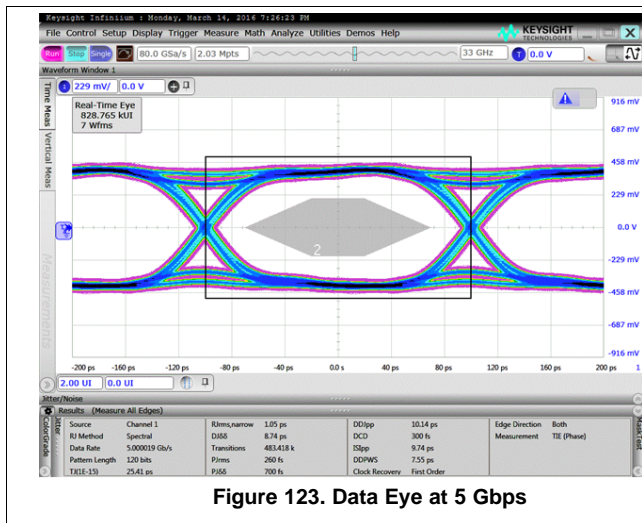 Keysight Infiniium : Monday, March 14, 2016 7:26:23 PM
File Control Setup Display Trigger Measure Math Analyze Utilities Demos Help
KEYSIGHT
TECHNOLOGIES
Run Stop Single 80.0 GSa/s 2.03 Mpts 33 GHz T 0.0 V
Waveform Window 1
Time Meas
Vertical Meas
Measurements
1 229 mV/ 0.0 V
Real-Time Eye
828.765 kUI
7 Wfms
916 mV
687 mV
458 mV
229 mV
0.0 V
-229 mV
-458 mV
-687 mV
-916 mV
2
-200 ps -160 ps -120 ps -80 ps -40 ps 0.0 s 40 ps 80 ps 120 ps 160 ps 200 ps 1
2.00 UI 0.0 UI
Jitter/Noise
Results (Measure All Edges)
ColorGrade
Jitter
MaskTest
Source Channel 1 RJrms,narrow 1.05 ps DDJpp 10.14 ps Edge Direction Both
RJ Method Spectral DJδδ 8.74 ps DCD 300 fs Measurement TIE (Phase)
Data Rate 5.000019 Gb/s Transitions 483.418 k ISIpp 9.74 ps
Pattern Length 120 bits PJrms 260 fs DDPWS 7.55 ps
TJ(1E-15) 25.41 ps PJδδ 700 fs Clock Recovery First Order
Figure 123. Data Eye at 5 Gbps